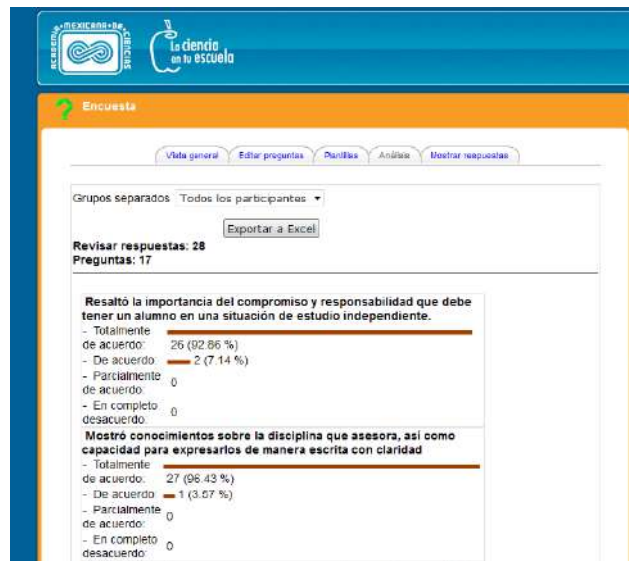 ACADEMIA•MEXICANA•DE•CIENCIAS
La ciencia
en tu escuela
Encuesta
Vista general Editar preguntas Plantillas Análisis Mostrar respuestas
Grupos separados Todos los participantes
Exportar a Excel
Revisar respuestas: 28
Preguntas: 17
Resaltó la importancia del compromiso y responsabilidad que debe
tener un alumno en una situación de estudio independiente.
- Totalmente
de acuerdo: 26 (92.86 %)
- De acuerdo: 2 (7.14 %)
- Parcialmente
de acuerdo: 0
- En completo
desacuerdo: 0
Mostró conocimientos sobre la disciplina que asesora, así como
capacidad para expresarlos de manera escrita con claridad
- Totalmente
de acuerdo: 27 (96.43 %)
- De acuerdo: 1 (3.57 %)
- Parcialmente
de acuerdo: 0
- En completo
desacuerdo: 0